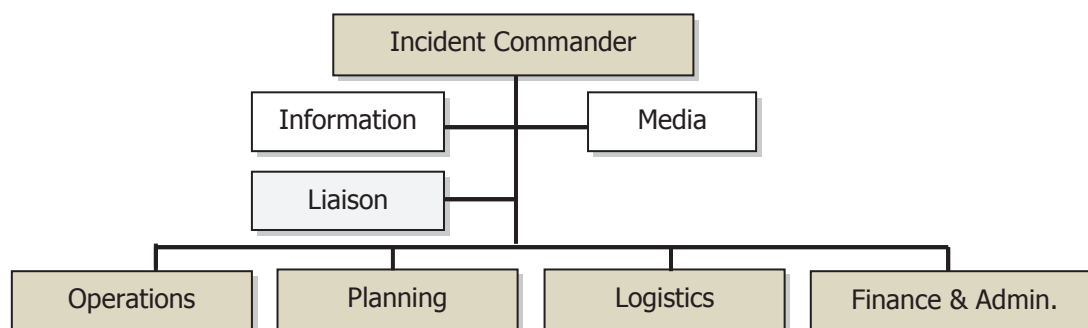 Incident Commander
Information
Media
Liaison
Operations
Planning
Logistics
Finance & Admin.